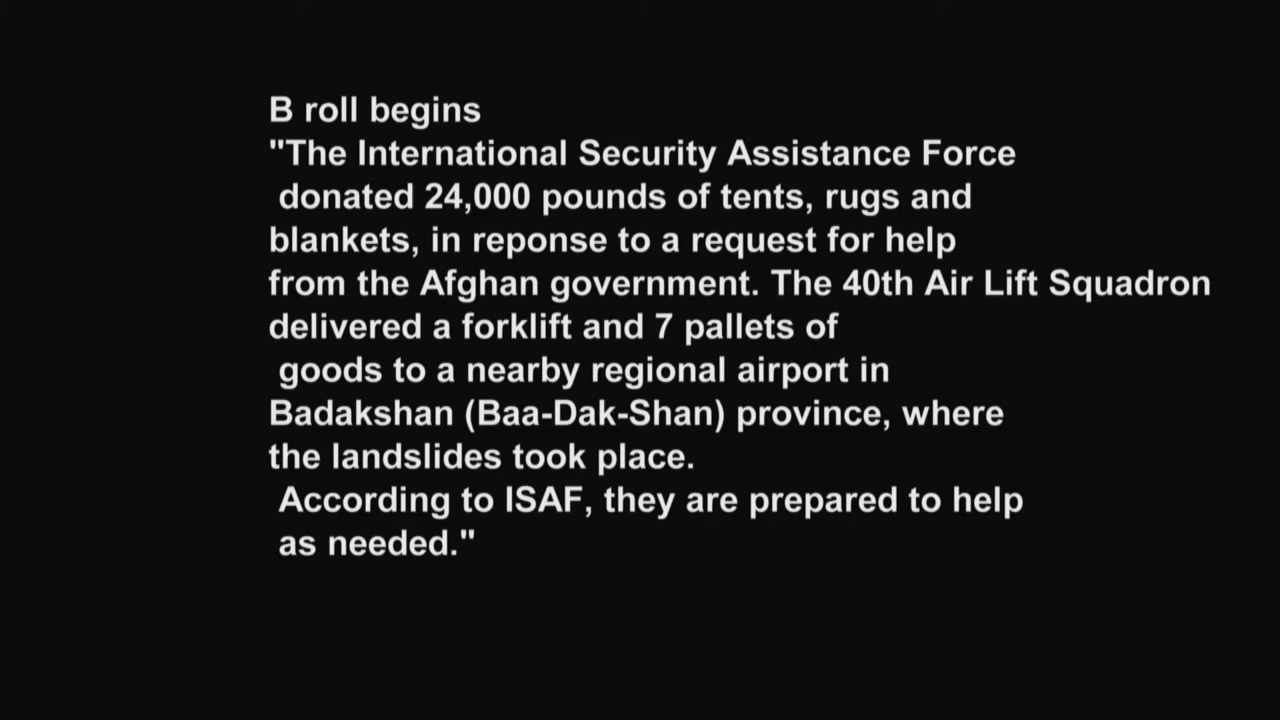 B roll begins
"The International Security Assistance Force
donated 24,000 pounds of tents, rugs and
blankets, in reponse to a request for help
from the Afghan government. The 40th Air Lift Squadron
delivered a forklift and 7 pallets of
goods to a nearby regional airport in
Badakshan (Baa-Dak-Shan) province, where
the landslides took place.
According to ISAF, they are prepared to help
as needed."